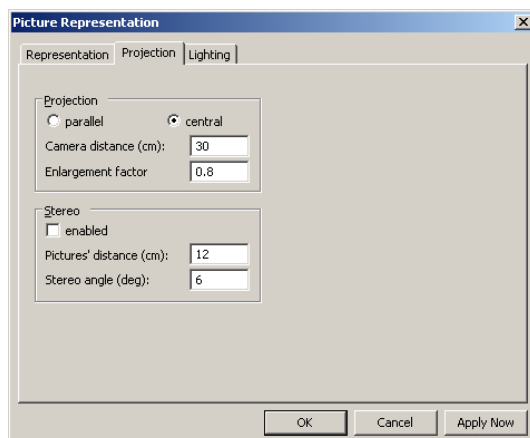 Picture Representation
Representation Projection Lighting
Projection
parallel central
Camera distance (cm): 30
Enlargement factor 0.8
Stereo
enabled
Pictures' distance (cm): 12
Stereo angle (deg): 6
OK Cancel Apply Now